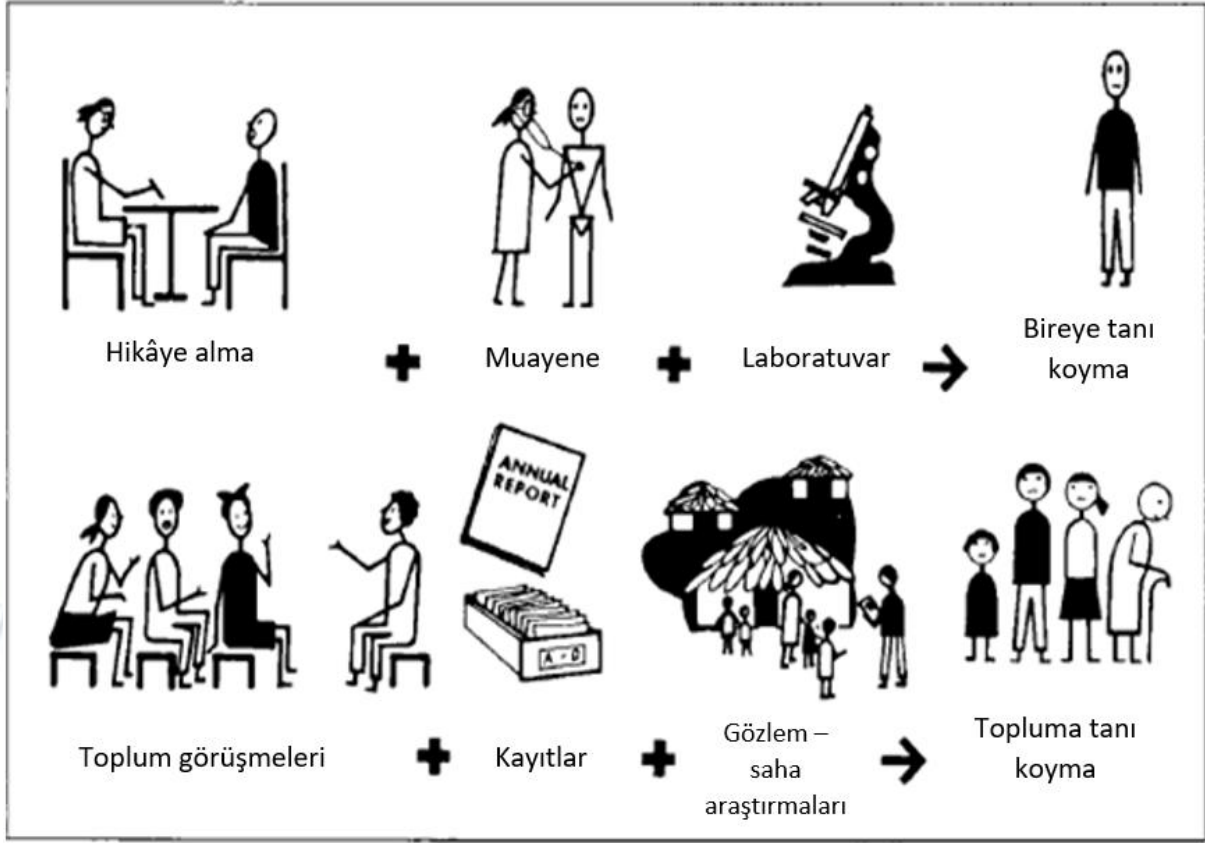 Hikâye alma
Muayene
Laboratuvar
Bireye tanı
koyma
ANNUAL
REPORT
A - D
Toplum görüşmeleri
Kayıtlar
Gözlem –
saha
araştırmaları
Topluma tanı
koyma